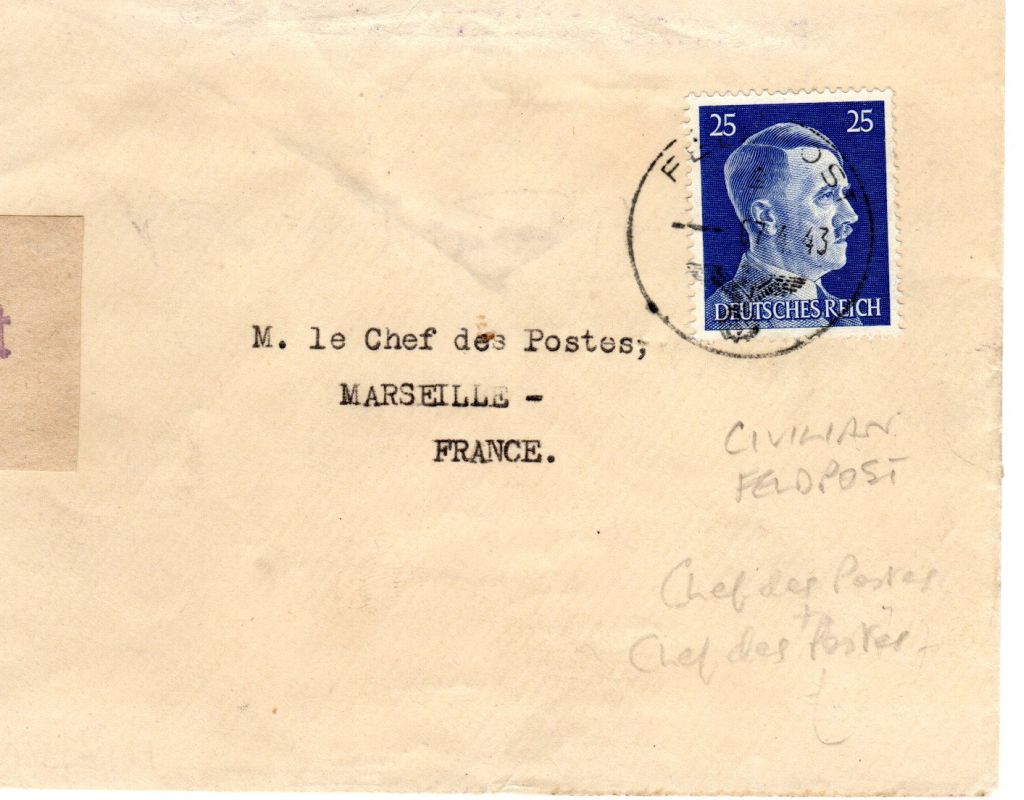 25 25
43
DEUTSCHES REICH
t
M. le Chef des Postes,
MARSEILLE -
FRANCE.
CIVILIAN
FELDPOST
Chef des Postes
Chef des Postes